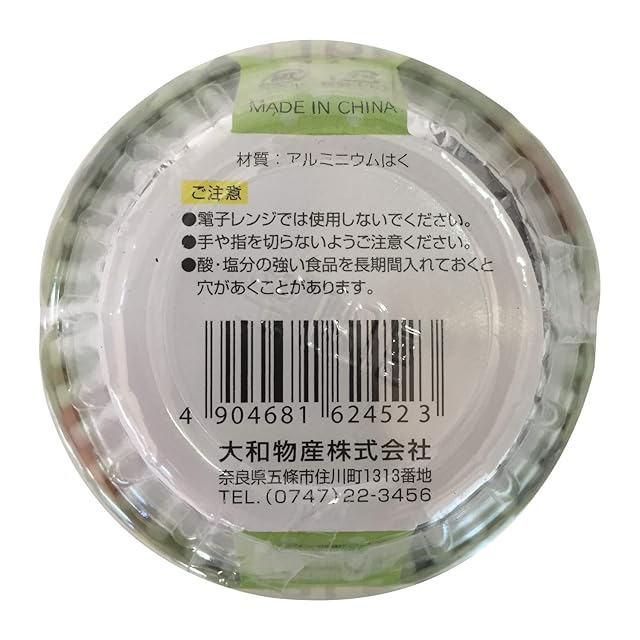 MADE IN CHINA
材質：アルミニウムはく
ご注意
●電子レンジでは使用しないでください。
●手や指を切らないようご注意ください。
●酸・塩分の強い食品を長期間入れておくと
穴があくことがあります。
4 904681 624523
大和物産株式会社
奈良県五條市住川町1313番地
TEL.(0747)22-3456